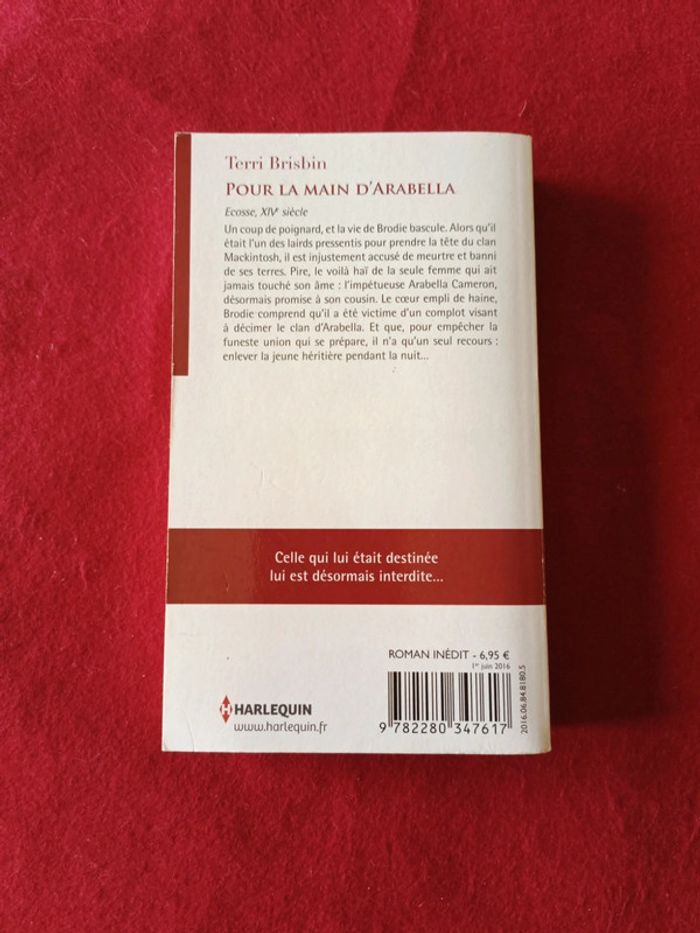 Terri Brisbin
POUR LA MAIN D'ARABELLA
Ecosse, XIVe siècle
Un coup de poignard, et la vie de Brodie bascule. Alors qu'il
était l'un des lairds pressentis pour prendre la tête du clan
Mackintosh, il est injustement accusé de meurtre et banni
de ses terres. Pire, le voilà haï de la seule femme qui ait
jamais touché son âme : l'impétueuse Arabella Cameron,
désormais promise à son cousin. Le cœur empli de haine,
Brodie comprend qu'il a été victime d'un complot visant
à décimer le clan d'Arabella. Et que, pour empêcher la
funeste union qui se prépare, il n'a qu'un seul recours :
enlever la jeune héritière pendant la nuit...
Celle qui lui était destinée
lui est désormais interdite...
ROMAN INÉDIT - 6,95 €
1er juin 2016
2016.06.84.8180.5
9 782280 347617
H HARLEQUIN
www.harlequin.fr